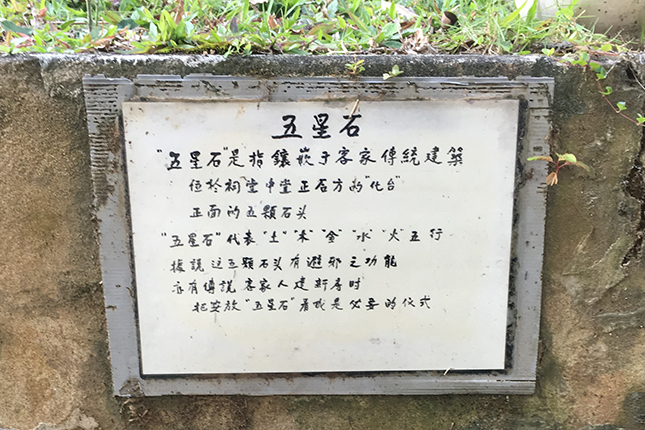 五星石
"五星石"是指鑲嵌于客家傳統建築
位於祠堂中堂正后方的"化台"
正面的五顆石头
"五星石"代表"土""木""金""水""火"五行
據說这五顆石头有避邪之功能
亦有傳說客家人建新居时
把安放"五星石"看成是必要的仪式